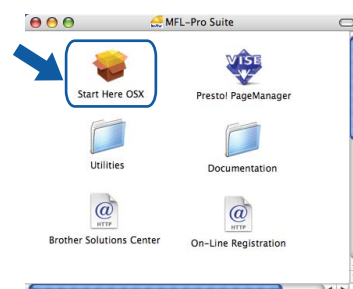 MFL-Pro Suite
VISE
Start Here OSX
Presto! PageManager
Utilities
Documentation
@
HTTP
@
HTTP
Brother Solutions Center
On-Line Registration